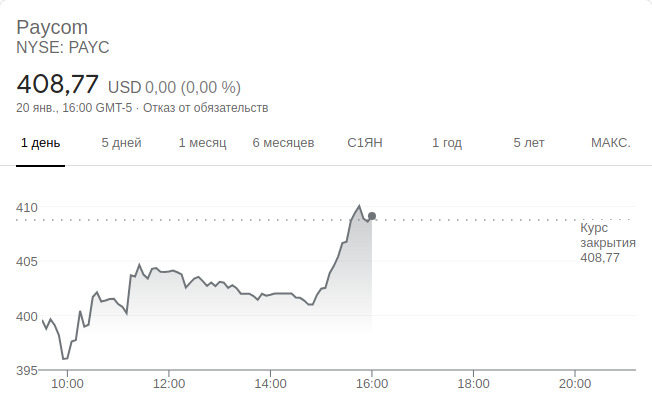 Paycom
NYSE: PAYC
408,77 USD 0,00 (0,00 %)
20 янв., 16:00 GMT-5 · Отказ от обязательств
1 день 5 дней 1 месяц 6 месяцев С1ЯН 1 год 5 лет МАКС.
410
Курс
закрытия
408,77
405
400
395
10:00 12:00 14:00 16:00 18:00 20:00